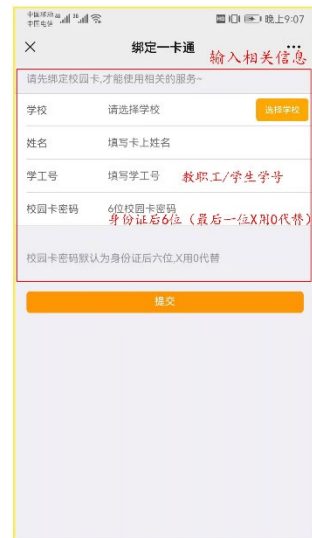 中国移动 4G 3G 晚上9:07
中国电信
× 绑定一卡通 ...
输入相关信息
请先绑定校园卡,才能使用相关的服务~
学校 请选择学校 选择学校
姓名 填写卡上姓名
学工号 填写学工号 教职工/学生学号
校园卡密码 6位校园卡密码
身份证后6位（最后一位X用0代替）
校园卡密码默认为身份证后六位,X用0代替
提交